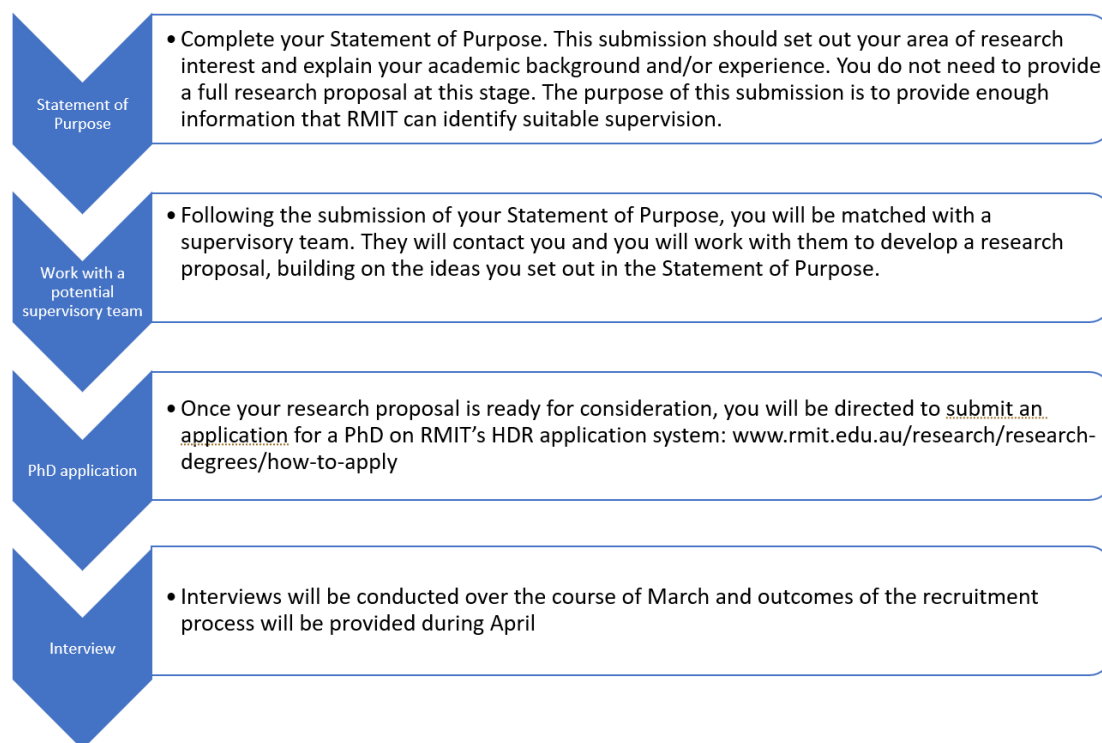 Statement of
Purpose
• Complete your Statement of Purpose. This submission should set out your area of research
interest and explain your academic background and/or experience. You do not need to provide
a full research proposal at this stage. The purpose of this submission is to provide enough
information that RMIT can identify suitable supervision.
Work with a
potential
supervisory team
• Following the submission of your Statement of Purpose, you will be matched with a
supervisory team. They will contact you and you will work with them to develop a research
proposal, building on the ideas you set out in the Statement of Purpose.
PhD application
• Once your research proposal is ready for consideration, you will be directed to submit an
application for a PhD on RMIT’s HDR application system: www.rmit.edu.au/research/research-
degrees/how-to-apply
Interview
• Interviews will be conducted over the course of March and outcomes of the recruitment
process will be provided during April